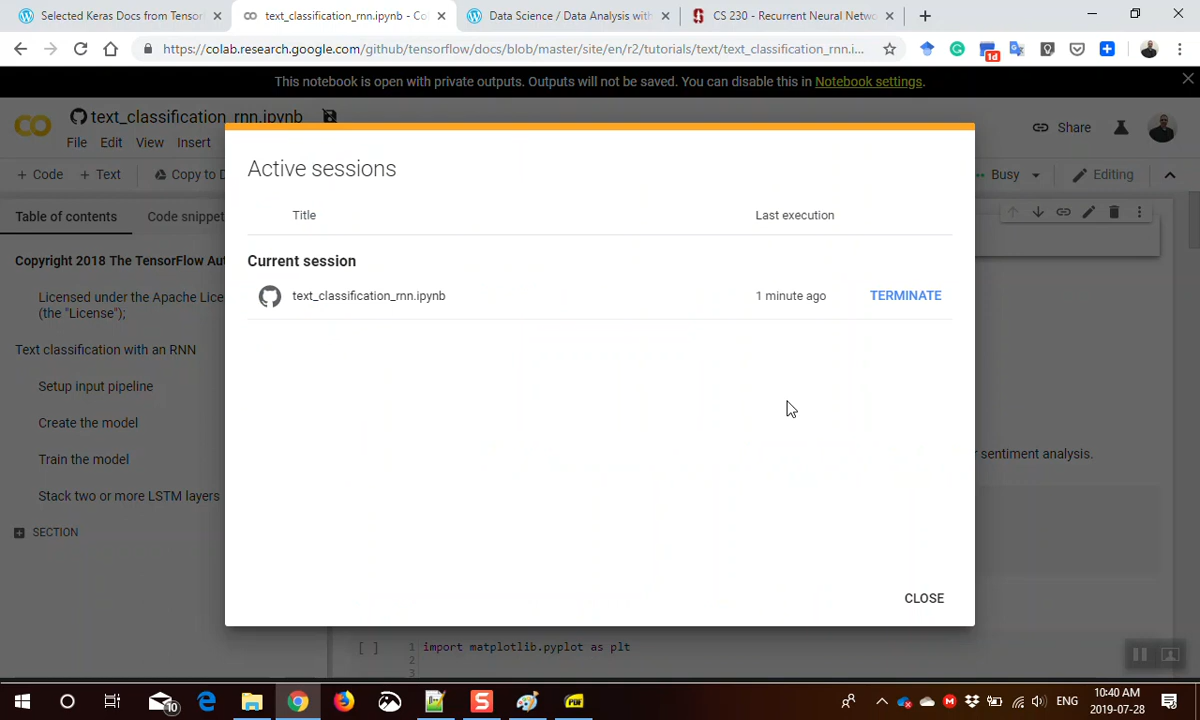 Selected Keras Docs from Tensor
text_classification_rnn.ipynb - Co
Data Science / Data Analysis with
CS 230 - Recurrent Neural Netwo
https://colab.research.google.com/github/tensorflow/docs/blob/master/site/en/r2/tutorials/text/text_classification_rnn.i...
1d
This notebook is open with private outputs. Outputs will not be saved. You can disable this in Notebook settings.
CO
text_classification_rnn.ipynb
Share
File Edit View Insert
+ Code + Text Copy to D
Busy
Editing
Active sessions
Table of contents Code snippet
Title Last execution
Copyright 2018 The TensorFlow Aut
Current session
Licensed under the Apache Lice
(the "License");
text_classification_rnn.ipynb 1 minute ago TERMINATE
Text classification with an RNN
Setup input pipeline
Create the model
Train the model
sentiment analysis.
Stack two or more LSTM layers
SECTION
CLOSE
[ ] 1 import matplotlib.pyplot as plt
2
3
10
ENG
10:40 AM
2019-07-28